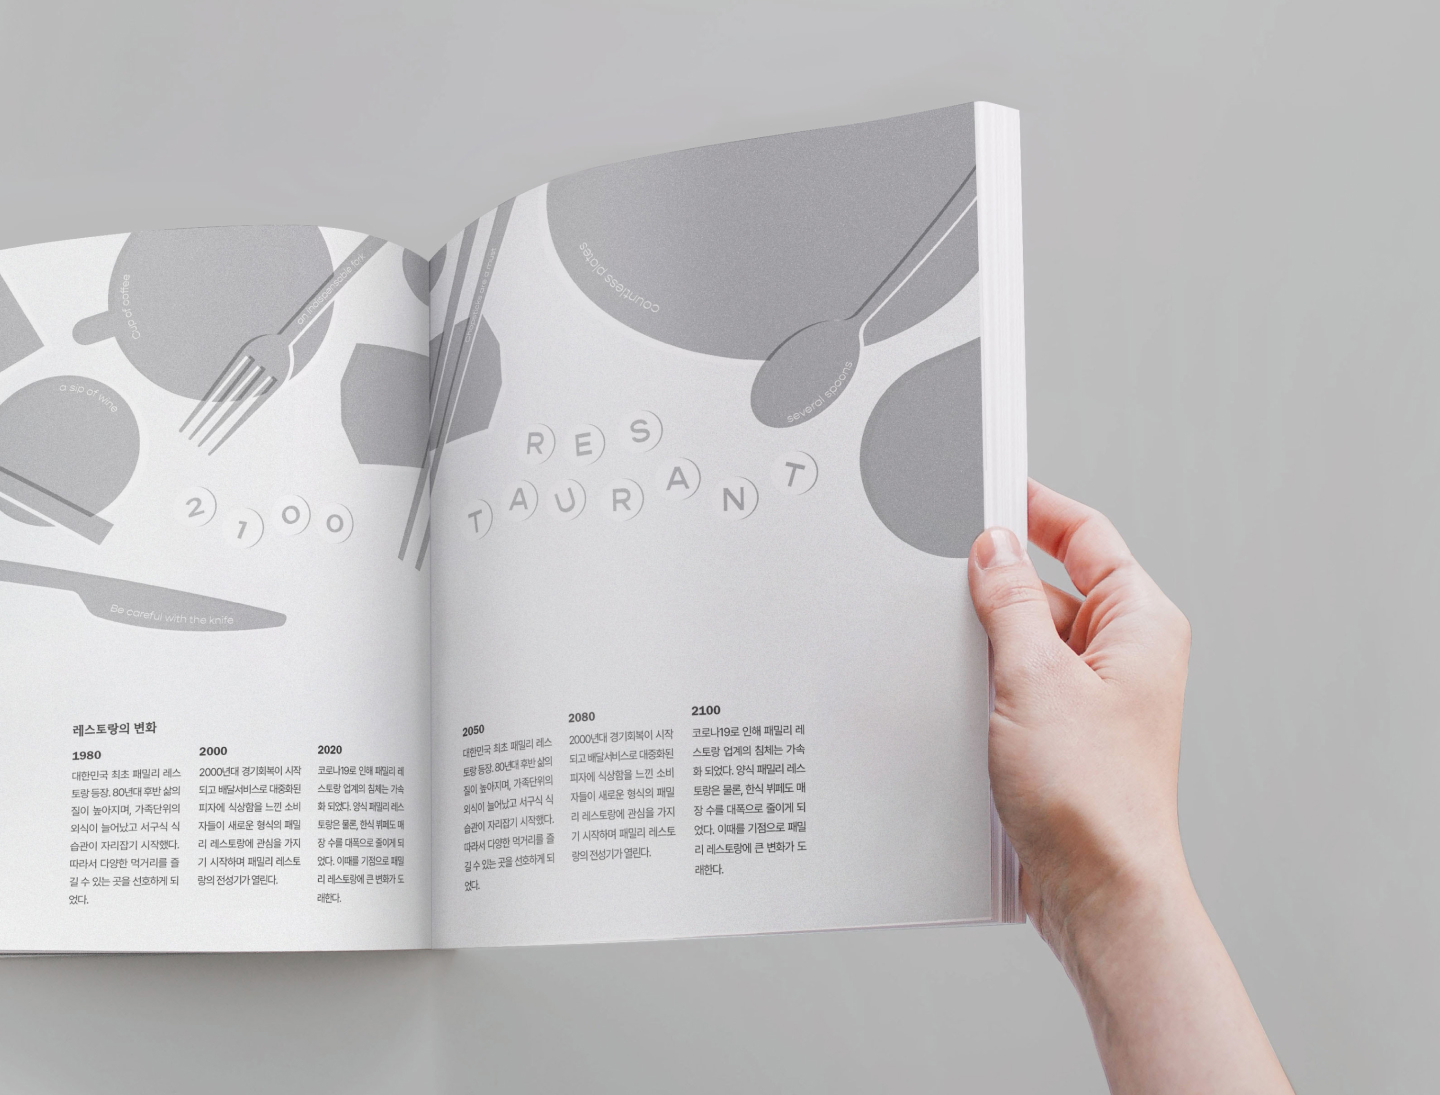 Cup of coffee
an indispensable fork
a sip of wine
2100
Be careful with the knife
countless plates
several spoons
RES
TAURANT
레스토랑의 변화
1980
대한민국 최초 패밀리 레스
토랑 등장. 80년대 후반 삶의
질이 높아지며, 가족단위의
외식이 늘어났고 서구식 식
습관이 자리잡기 시작했다.
따라서 다양한 먹거리를 즐
길 수 있는 곳을 선호하게 되
었다.
2000
2000년대 경기회복이 시작
되고 배달서비스로 대중화된
피자에 식상함을 느낀 소비
자들이 새로운 형식의 패밀
리 레스토랑에 관심을 가지
기 시작하며 패밀리 레스토
랑의 전성기가 열린다.
2020
코로나19로 인해 패밀리 레
스토랑 업계의 침체는 가속
화 되었다. 양식 패밀리 레스
토랑은 물론, 한식 뷔페도 매
장 수를 대폭으로 줄이게 되
었다. 이때를 기점으로 패밀
리 레스토랑에 큰 변화가 도
래한다.
2050
대한민국 최초 패밀리 레스
토랑 등장. 80년대 후반 삶의
질이 높아지며, 가족단위의
외식이 늘어났고 서구식 식
습관이 자리잡기 시작했다.
따라서 다양한 먹거리를 즐
길 수 있는 곳을 선호하게 되
었다.
2080
2000년대 경기회복이 시작
되고 배달서비스로 대중화된
피자에 식상함을 느낀 소비
자들이 새로운 형식의 패밀
리 레스토랑에 관심을 가지
기 시작하며 패밀리 레스토
랑의 전성기가 열린다.
2100
코로나19로 인해 패밀리 레
스토랑 업계의 침체는 가속
화 되었다. 양식 패밀리 레스
토랑은 물론, 한식 뷔페도 매
장 수를 대폭으로 줄이게 되
었다. 이때를 기점으로 패밀
리 레스토랑에 큰 변화가 도
래한다.